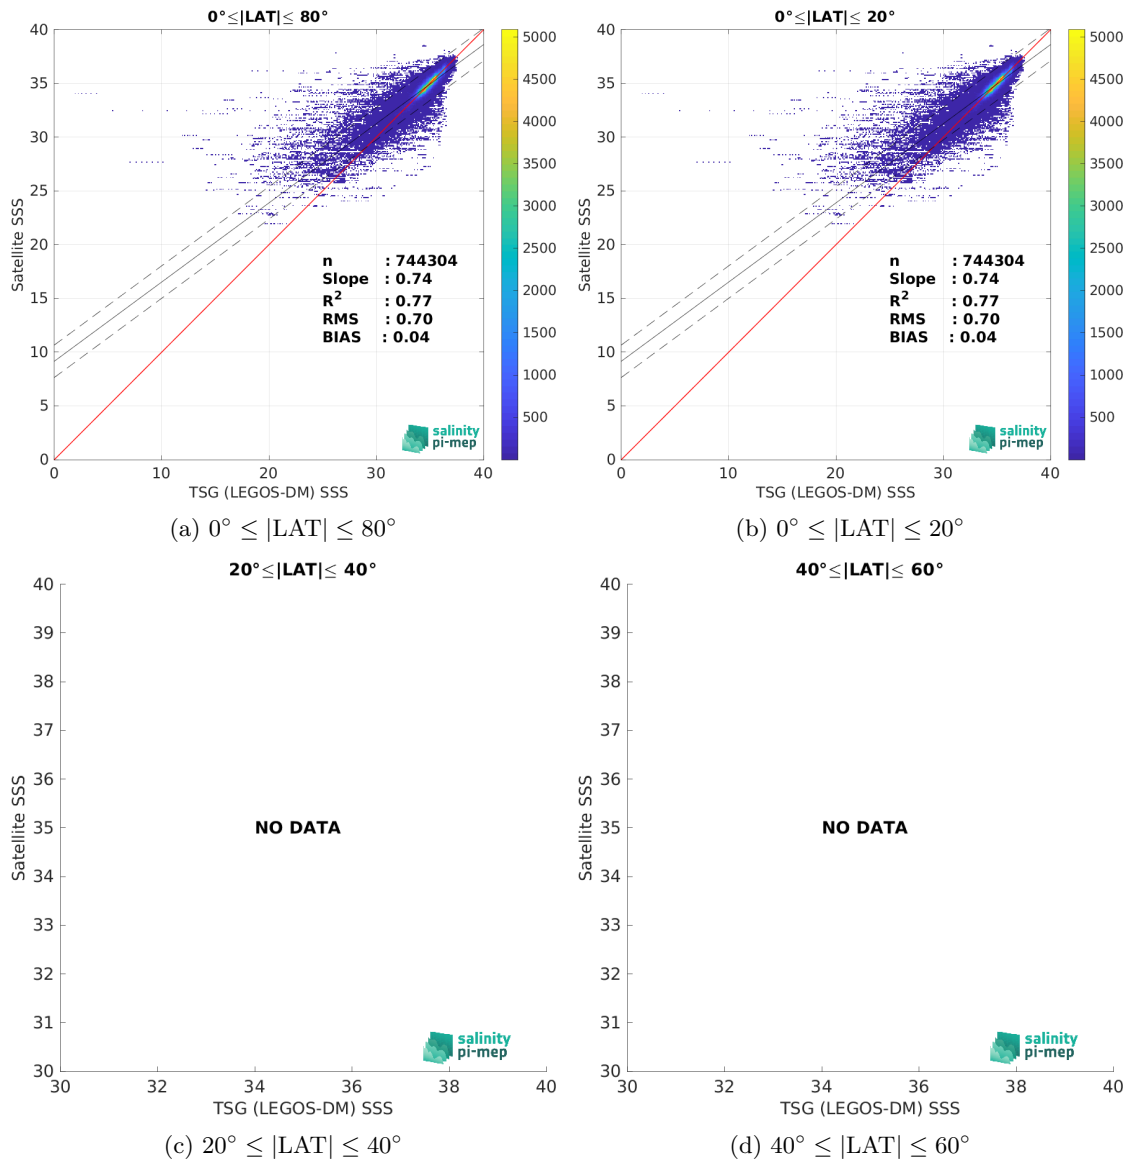 0°≤|LAT|≤ 80°
40
35
30
25
20
15
10
5
0
Satellite SSS
n : 744304
Slope : 0.74
R² : 0.77
RMS : 0.70
BIAS : 0.04
salinity
pi-mep
0 10 20 30 40
TSG (LEGOS-DM) SSS
5000
4500
4000
3500
3000
2500
2000
1500
1000
500
(a) 0° ≤ |LAT| ≤ 80°
0°≤|LAT|≤ 20°
40
35
30
25
20
15
10
5
0
Satellite SSS
n : 744304
Slope : 0.74
R² : 0.77
RMS : 0.70
BIAS : 0.04
salinity
pi-mep
0 10 20 30 40
TSG (LEGOS-DM) SSS
5000
4500
4000
3500
3000
2500
2000
1500
1000
500
(b) 0° ≤ |LAT| ≤ 20°
20°≤|LAT|≤ 40°
40
39
38
37
36
35
34
33
32
31
30
Satellite SSS
NO DATA
salinity
pi-mep
30 32 34 36 38 40
TSG (LEGOS-DM) SSS
(c) 20° ≤ |LAT| ≤ 40°
40°≤|LAT|≤ 60°
40
39
38
37
36
35
34
33
32
31
30
Satellite SSS
NO DATA
salinity
pi-mep
30 32 34 36 38 40
TSG (LEGOS-DM) SSS
(d) 40° ≤ |LAT| ≤ 60°